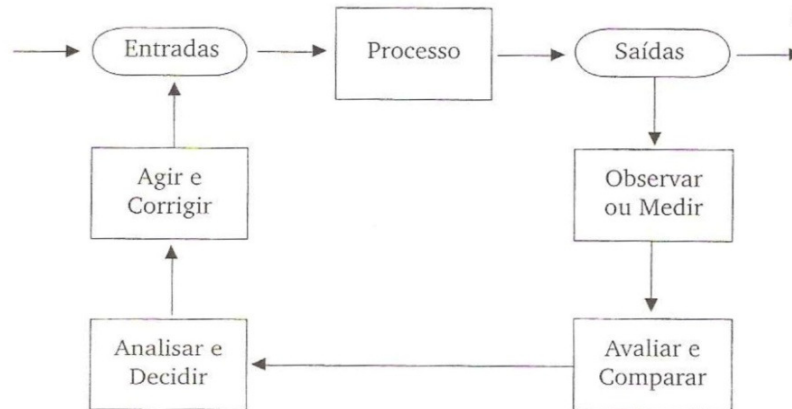 Entradas
Processo
Saídas
Agir e
Corrigir
Observar
ou Medir
Analisar e
Decidir
Avaliar e
Comparar